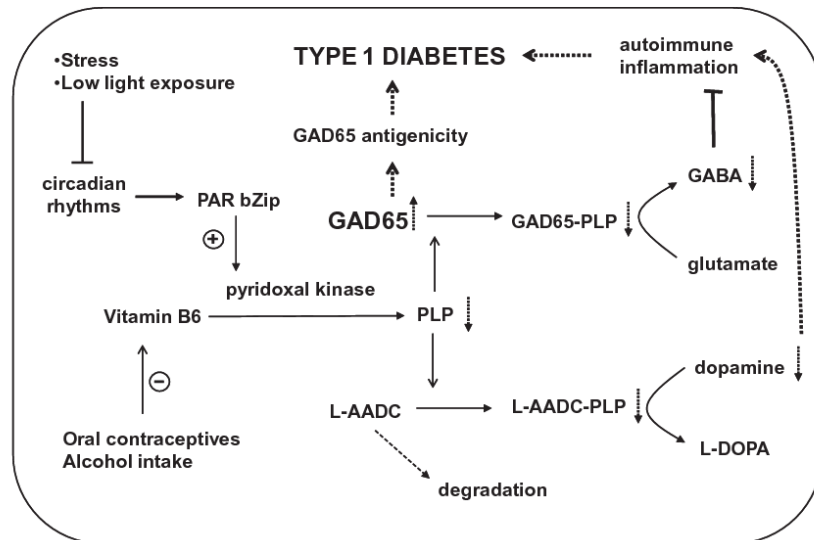 •Stress
•Low light exposure
TYPE 1 DIABETES
autoimmune
inflammation
GAD65 antigenicity
circadian
rhythms
PAR bZip
GABA
GAD65
GAD65-PLP
+
glutamate
pyridoxal kinase
Vitamin B6
PLP
dopamine
−
L-AADC
L-AADC-PLP
Oral contraceptives
Alcohol intake
L-DOPA
degradation